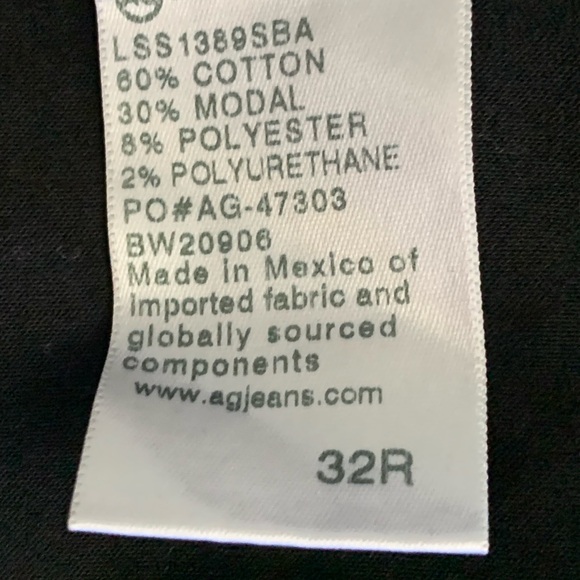 LSS1389SBA
60% COTTON
30% MODAL
8% POLYESTER
2% POLYURETHANE
PO#AG-47303
BW20906
Made in Mexico of
imported fabric and
globally sourced
components
www.agjeans.com
32R